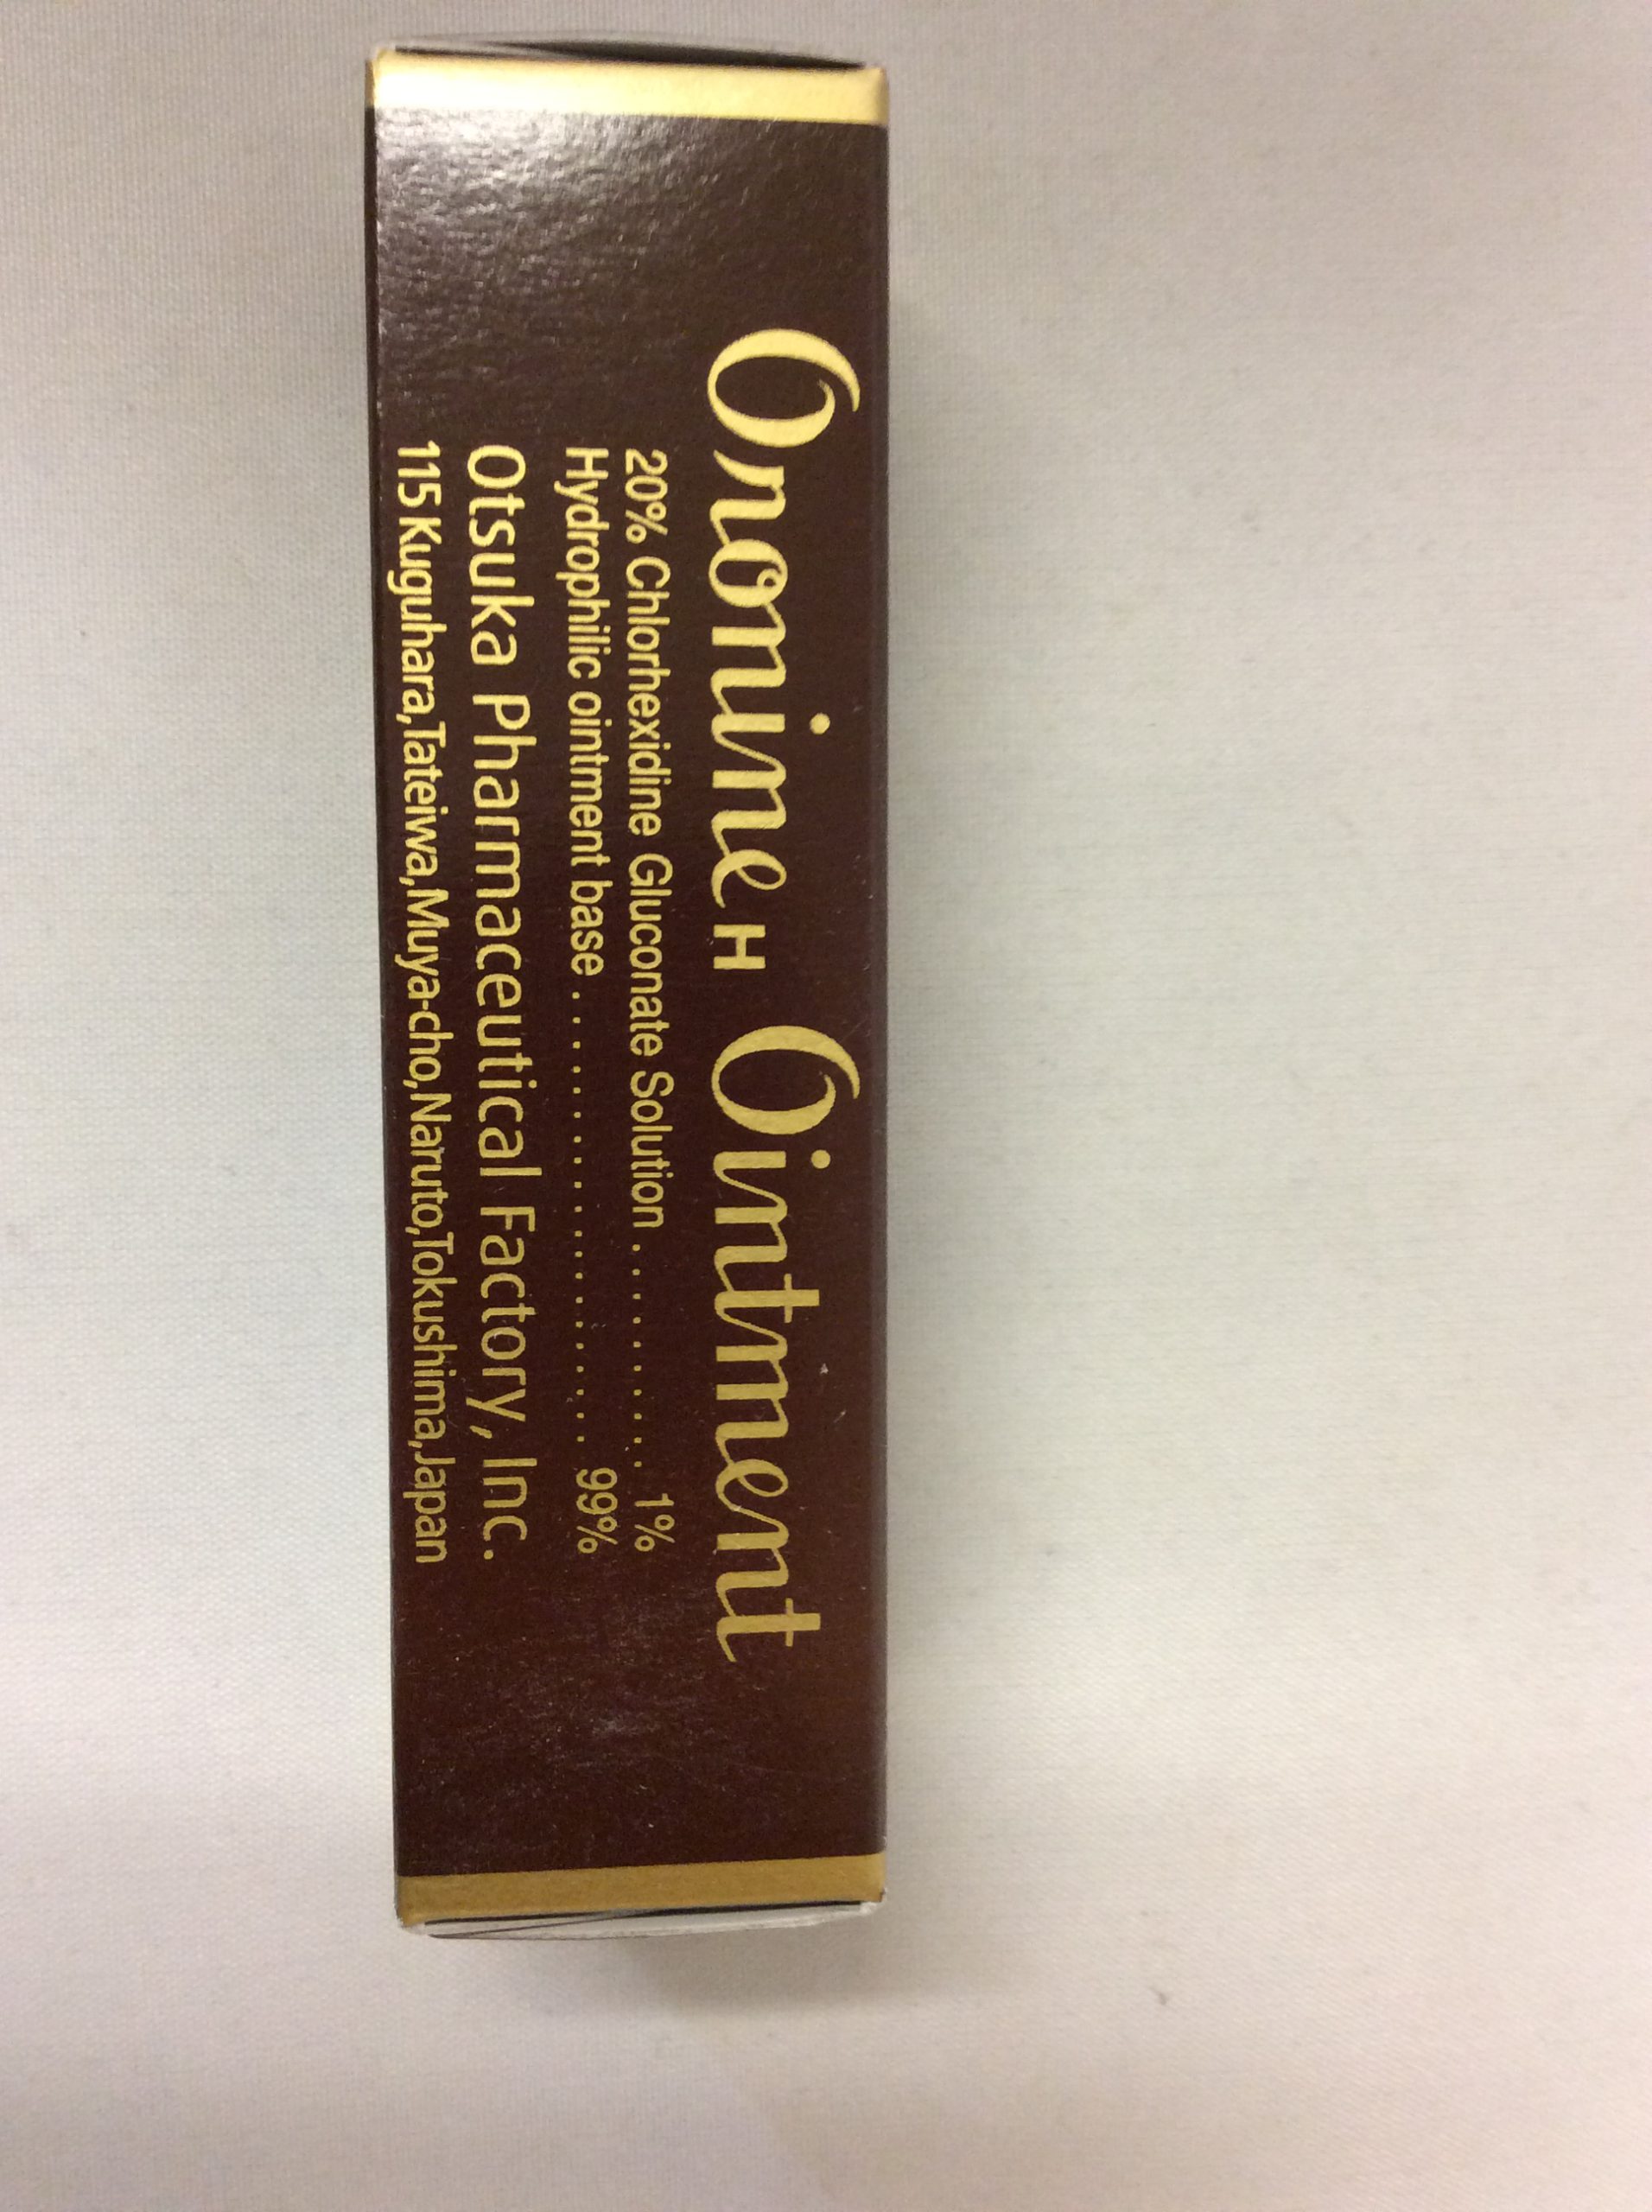 Oronine H Ointment
20% Chlorhexidine Gluconate Solution . . . . . . . . . . 1%
Hydrophilic ointment base . . . . . . . . . . . . . . . . . . . . 99%
Otsuka Pharmaceutical Factory, Inc.
115 Kuguhara,Tateiwa,Muya-cho,Naruto,Tokushima,Japan